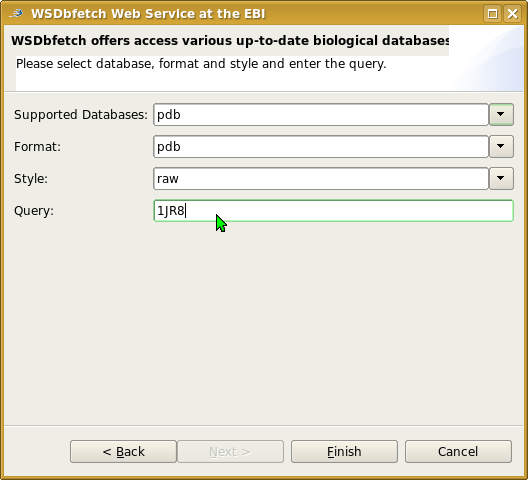 WSDbfetch Web Service at the EBI
WSDbfetch offers access various up-to-date biological databases
Please select database, format and style and enter the query.
Supported Databases: pdb
Format: pdb
Style: raw
Query: 1JR8
< Back Next > Finish Cancel